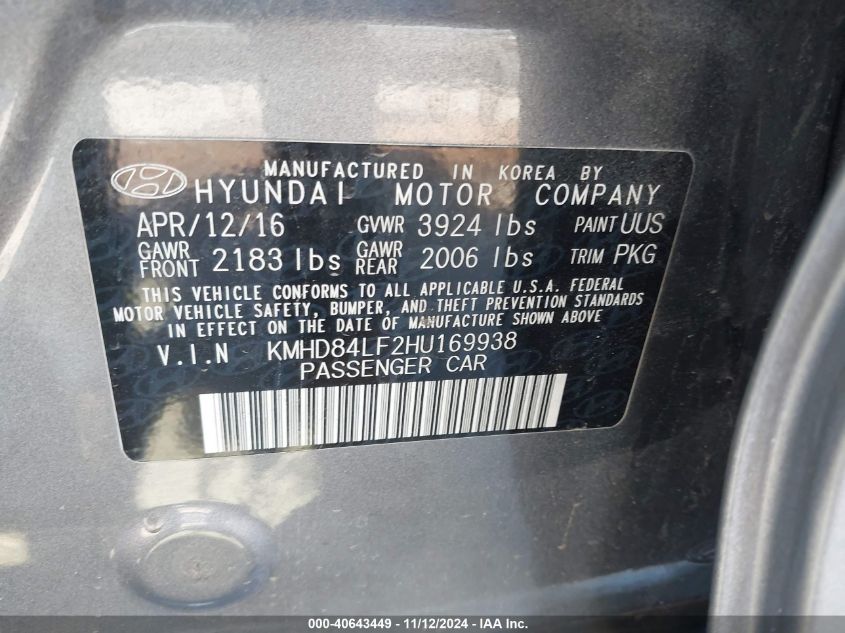 MANUFACTURED IN KOREA BY
HYUNDAI MOTOR COMPANY
APR/12/16 GVWR 3924 lbs PAINT UUS
GAWR FRONT 2183 lbs GAWR REAR 2006 lbs TRIM PKG
THIS VEHICLE CONFORMS TO ALL APPLICABLE U.S.A. FEDERAL
MOTOR VEHICLE SAFETY, BUMPER, AND THEFT PREVENTION STANDARDS
IN EFFECT ON THE DATE OF MANUFACTURE SHOWN ABOVE
V.I.N KMHD84LF2HU169938
PASSENGER CAR
000-40643449 - 11/12/2024 - IAA Inc.